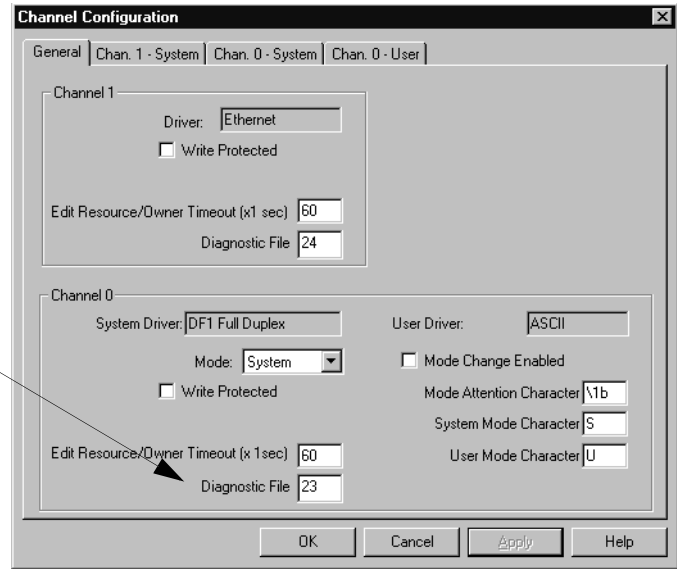 Channel Configuration
General Chan. 1 - System Chan. 0 - System Chan. 0 - User
Channel 1
Driver: Ethernet
Write Protected
Edit Resource/Owner Timeout (x1 sec) 60
Diagnostic File 24
Channel 0
System Driver: DF1 Full Duplex
User Driver: ASCII
Mode: System
Mode Change Enabled
Write Protected
Mode Attention Character \1b
System Mode Character S
Edit Resource/Owner Timeout (x 1sec) 60
User Mode Character U
Diagnostic File 23
OK Cancel Apply Help